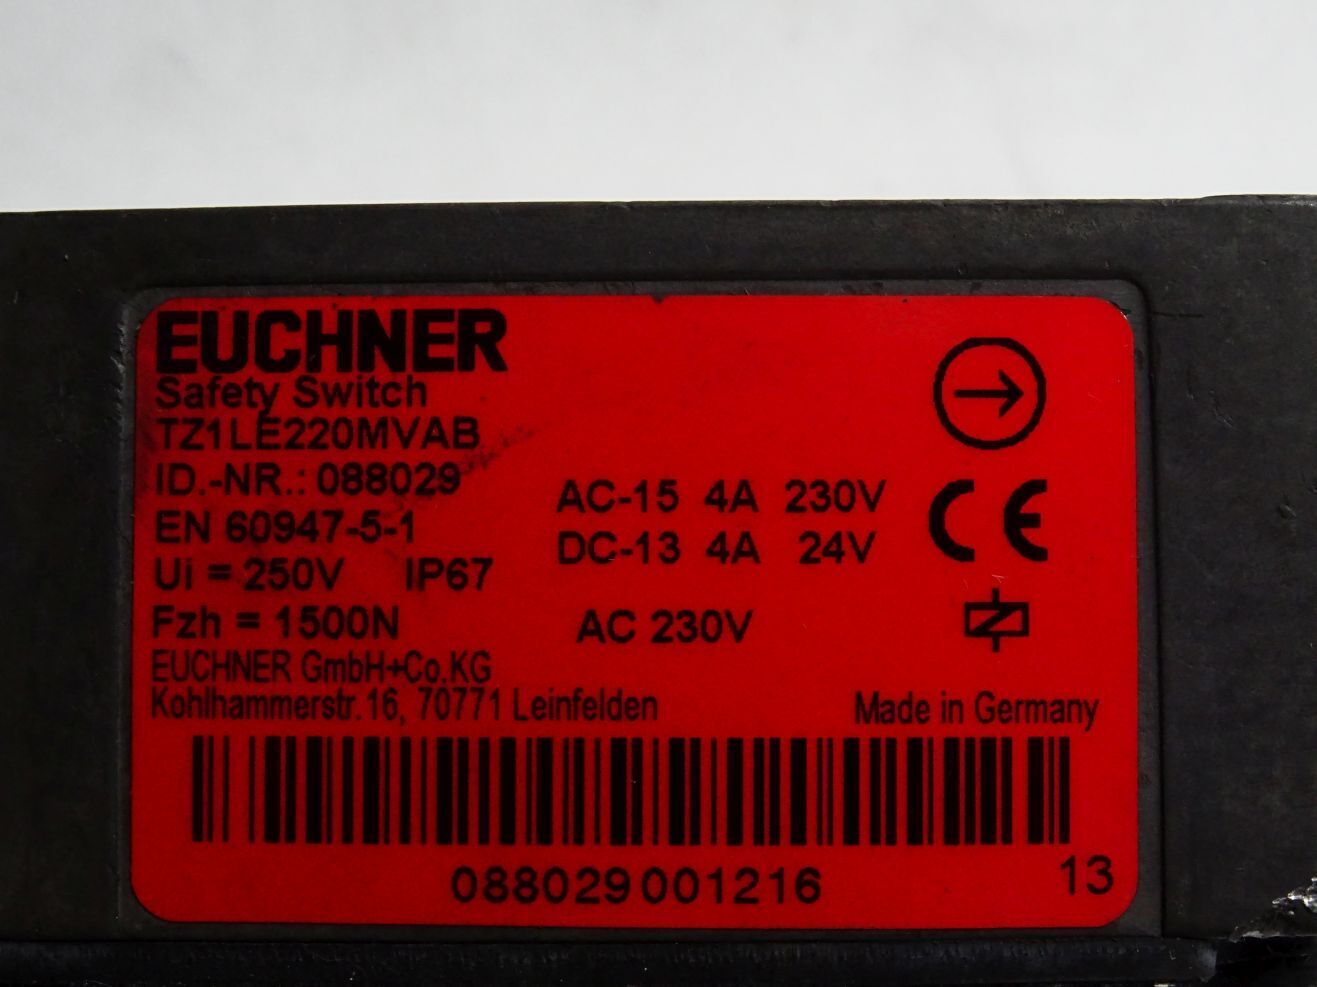 EUCHNER
Safety Switch
TZ1LE220MVAB
ID.-NR.: 088029
EN 60947-5-1
AC-15 4A 230V
DC-13 4A 24V
Ui = 250V IP67
Fzh = 1500N
AC 230V
CE
EUCHNER GmbH+Co.KG
Kohlhammerstr.16, 70771 Leinfelden
Made in Germany
088029001216
13